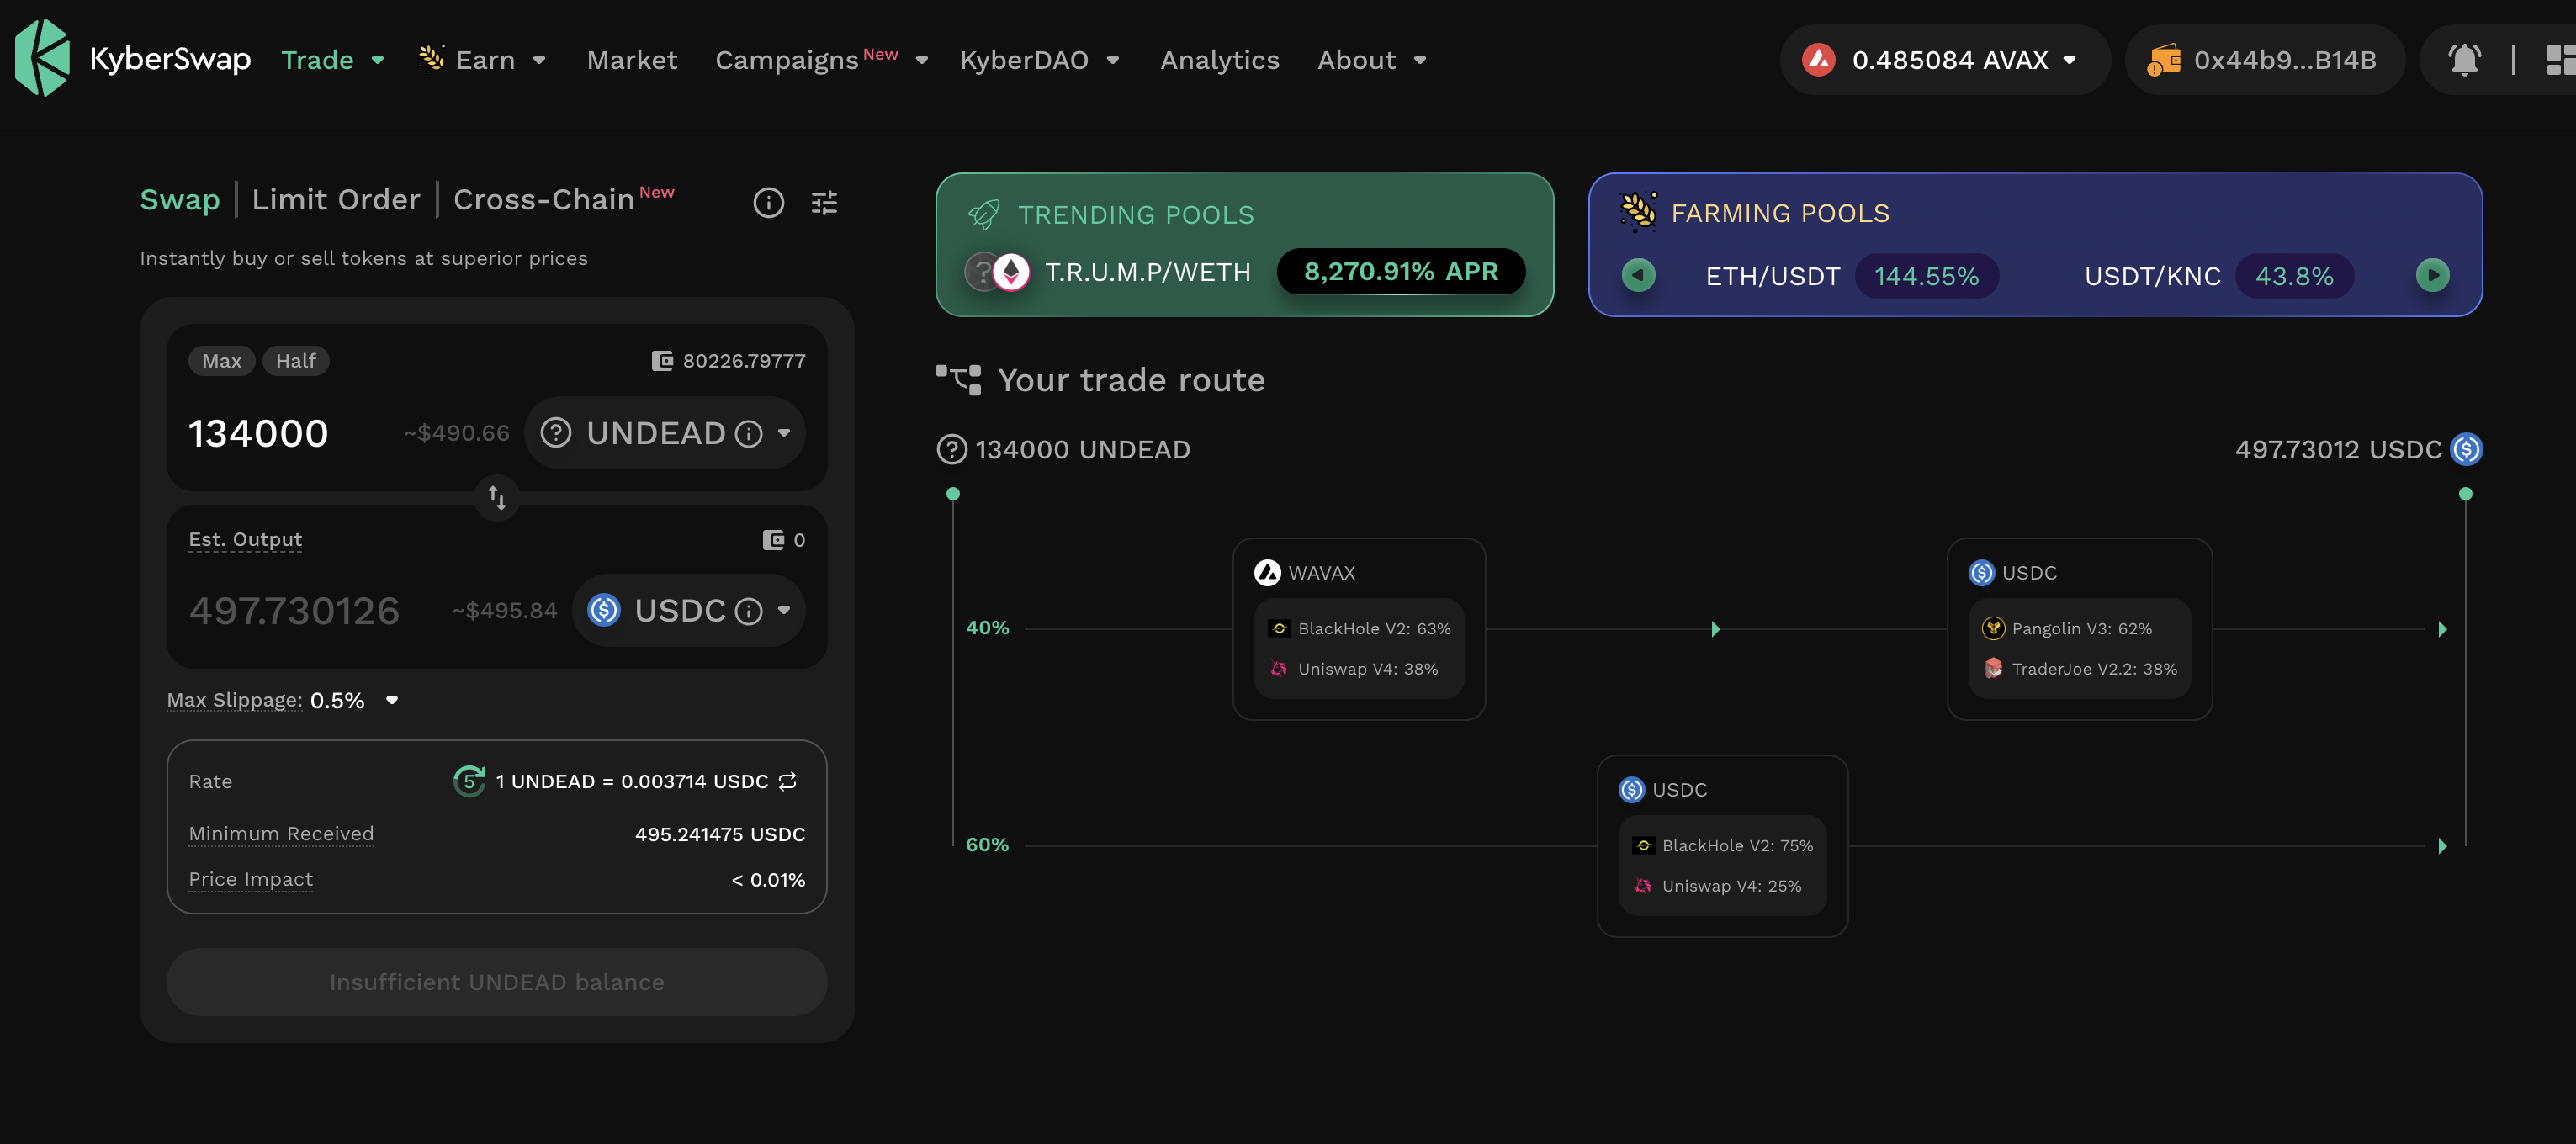 KyberSwap Trade Earn Market Campaigns New KyberDAO Analytics About 0.485084 AVAX 0x44b9...B14B
Swap | Limit Order | Cross-Chain New
Instantly buy or sell tokens at superior prices
Max Half 80226.79777
134000 ~$490.66 UNDEAD
Est. Output 0
497.730126 ~$495.84 USDC
Max Slippage: 0.5%
Rate 5 1 UNDEAD = 0.003714 USDC
Minimum Received 495.241475 USDC
Price Impact < 0.01%
Insufficient UNDEAD balance
TRENDING POOLS
T.R.U.M.P/WETH 8,270.91% APR
FARMING POOLS
ETH/USDT 144.55% USDT/KNC 43.8%
Your trade route
134000 UNDEAD 497.73012 USDC
40%
WAVAX
BlackHole V2: 63%
Uniswap V4: 38%
USDC
Pangolin V3: 62%
TraderJoe V2.2: 38%
60%
USDC
BlackHole V2: 75%
Uniswap V4: 25%